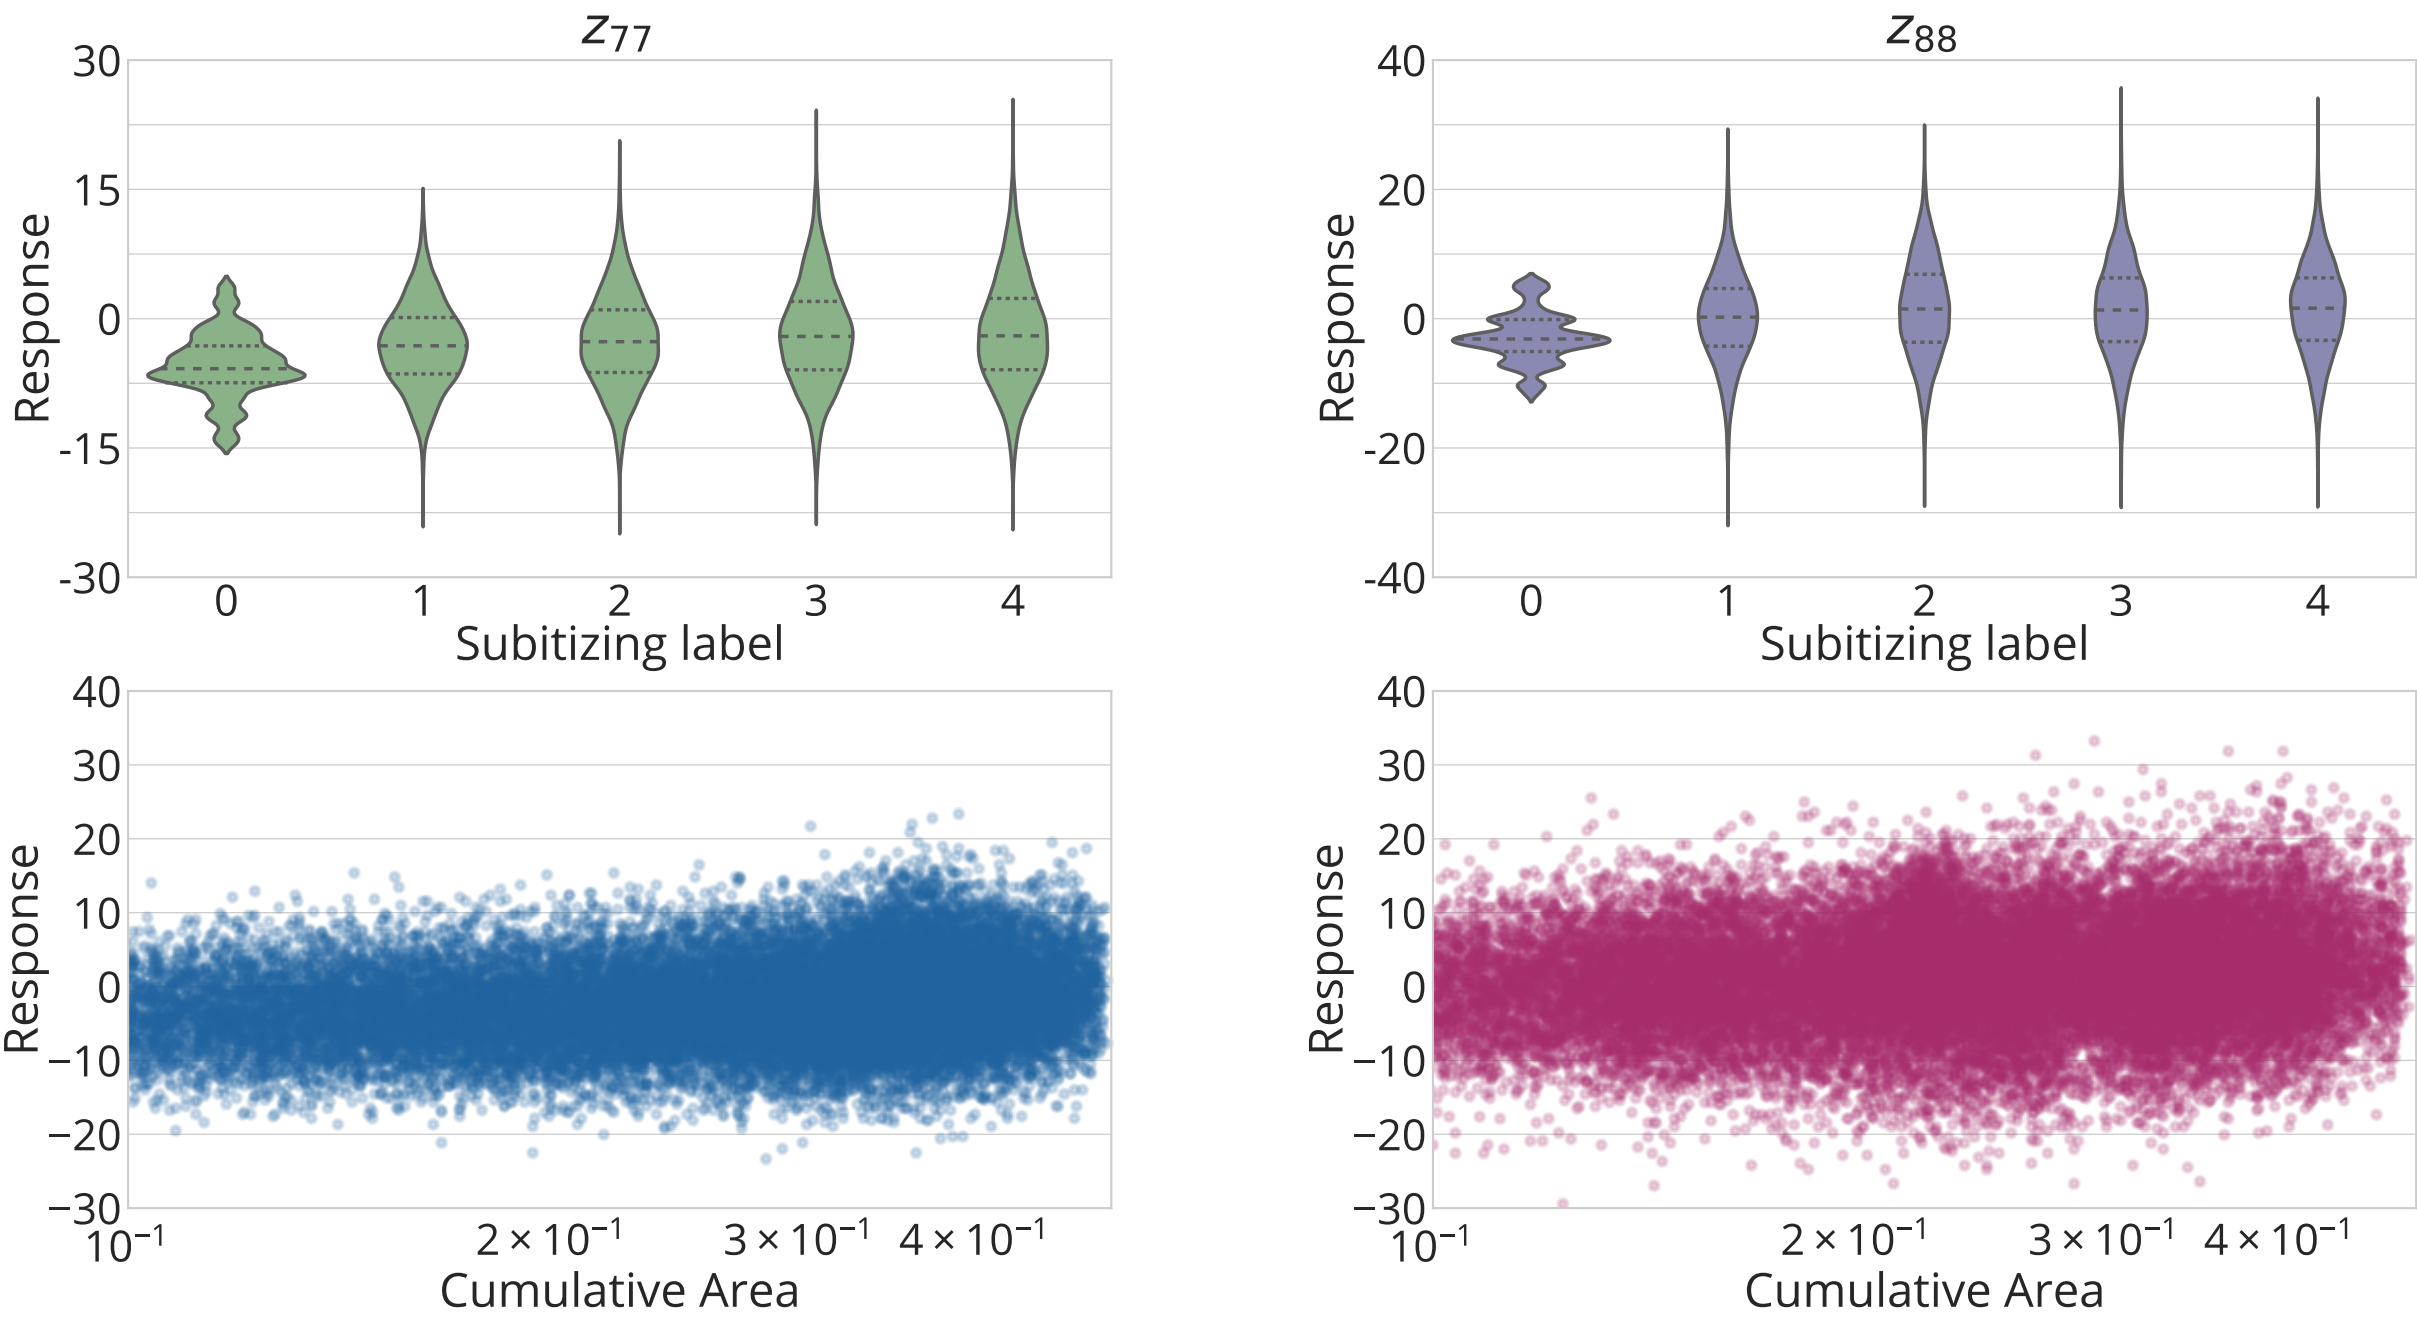 z77
30
15
0
-15
-30
Response
0 1 2 3 4
Subitizing label
z88
40
20
0
-20
-40
Response
0 1 2 3 4
Subitizing label
40
30
20
10
0
−10
−20
−30
Response
10⁻¹ 2 × 10⁻¹ 3 × 10⁻¹ 4 × 10⁻¹
Cumulative Area
40
30
20
10
0
−10
−20
−30
Response
10⁻¹ 2 × 10⁻¹ 3 × 10⁻¹ 4 × 10⁻¹
Cumulative Area